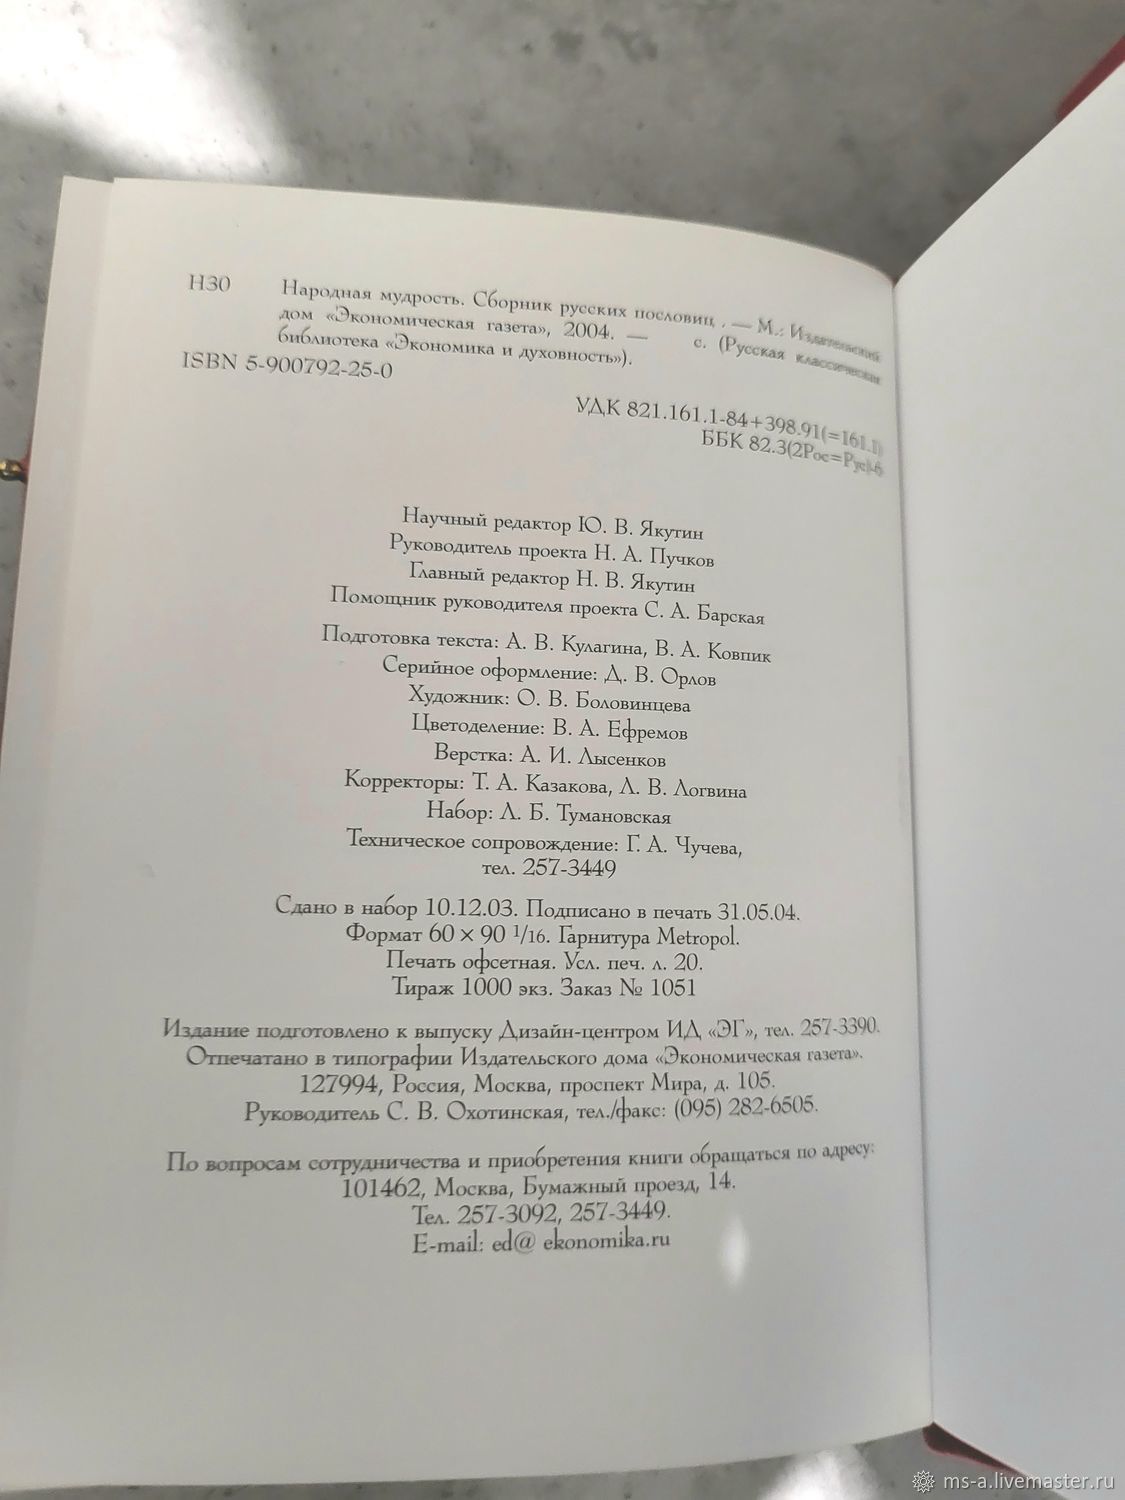 Н30 Народная мудрость. Сборник русских пословиц . — М.: Издательский
дом «Экономическая газета», 2004. — с. (Русская классическая
библиотека «Экономика и духовность»).
ISBN 5-900792-25-0
УДК 821.161.1-84+398.91(=161.1)
ББК 82.3(2Рос=Рус)-6
Научный редактор Ю. В. Якутин
Руководитель проекта Н. А. Пучков
Главный редактор Н. В. Якутин
Помощник руководителя проекта С. А. Барская
Подготовка текста: А. В. Кулагина, В. А. Ковпик
Серийное оформление: Д. В. Орлов
Художник: О. В. Боловинцева
Цветоделение: В. А. Ефремов
Верстка: А. И. Лысенков
Корректоры: Т. А. Казакова, Л. В. Логвина
Набор: Л. Б. Тумановская
Техническое сопровождение: Г. А. Чучева,
тел. 257-3449
Сдано в набор 10.12.03. Подписано в печать 31.05.04.
Формат 60 × 90 1/16. Гарнитура Metropol.
Печать офсетная. Усл. печ. л. 20.
Тираж 1000 экз. Заказ № 1051
Издание подготовлено к выпуску Дизайн-центром ИД «ЭГ», тел. 257-3390.
Отпечатано в типографии Издательского дома «Экономическая газета».
127994, Россия, Москва, проспект Мира, д. 105.
Руководитель С. В. Охотинская, тел./факс: (095) 282-6505.
По вопросам сотрудничества и приобретения книги обращаться по адресу:
101462, Москва, Бумажный проезд, 14.
Тел. 257-3092, 257-3449.
E-mail: ed@ ekonomika.ru
ms-a.livemaster.ru